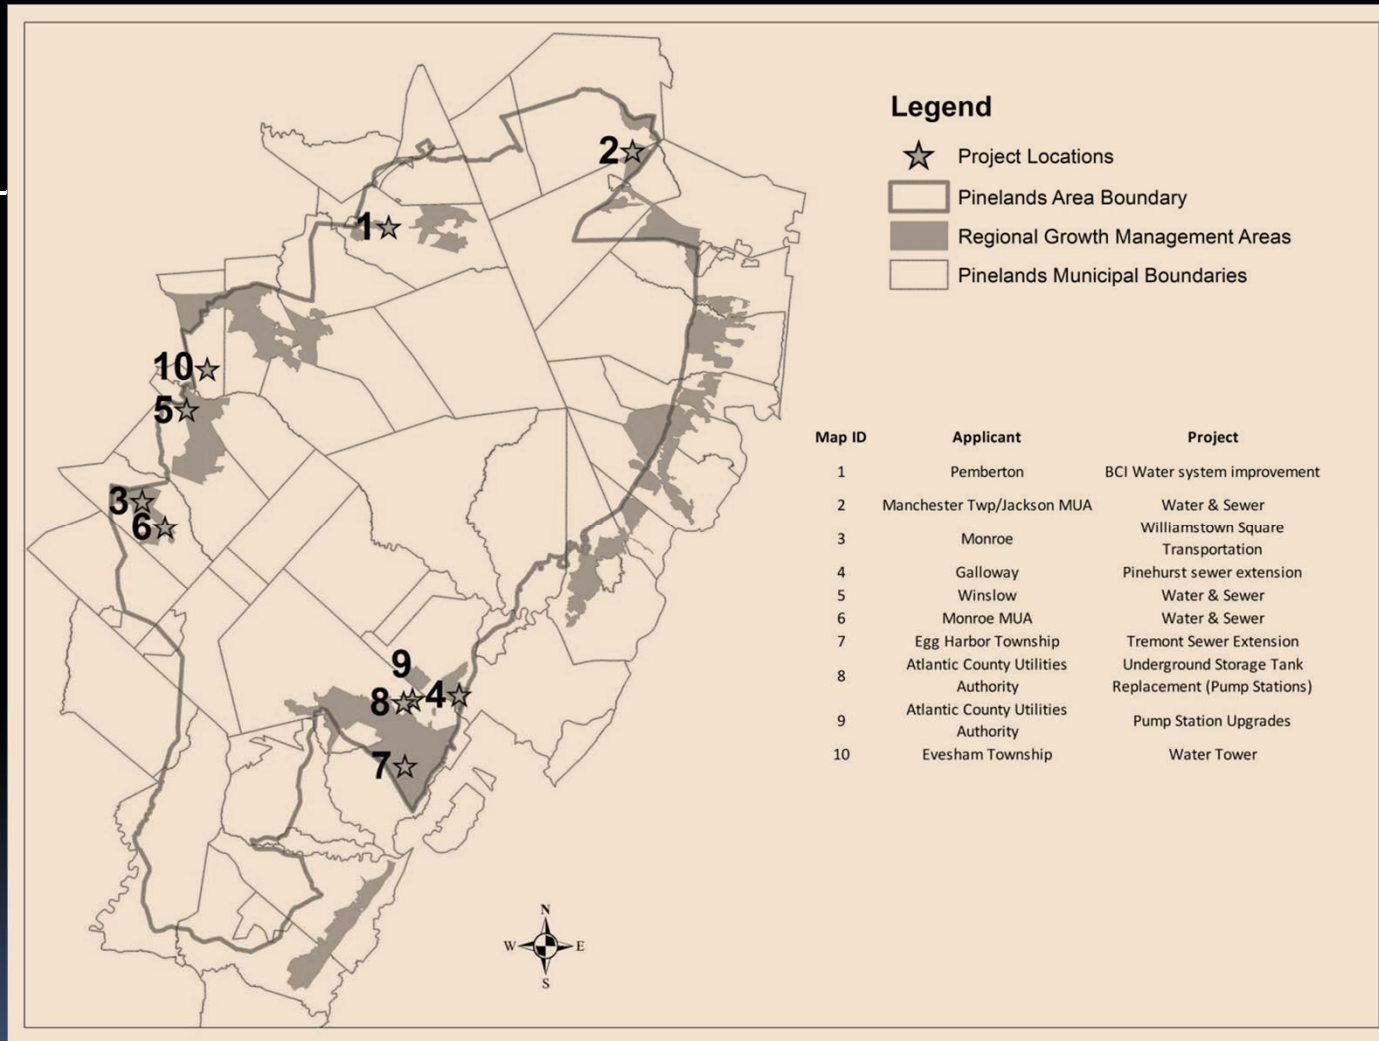 Legend
Project Locations
Pinelands Area Boundary
Regional Growth Management Areas
Pinelands Municipal Boundaries
2
1
10
5
3
6
9
8
4
7
Map ID Applicant Project
1 Pemberton BCI Water system improvement
2 Manchester Twp/Jackson MUA Water & Sewer
3 Monroe Williamstown Square
Transportation
4 Galloway Pinehurst sewer extension
5 Winslow Water & Sewer
6 Monroe MUA Water & Sewer
7 Egg Harbor Township Tremont Sewer Extension
8 Atlantic County Utilities Underground Storage Tank
Authority Replacement (Pump Stations)
9 Atlantic County Utilities Pump Station Upgrades
Authority
10 Evesham Township Water Tower
N
W E
S